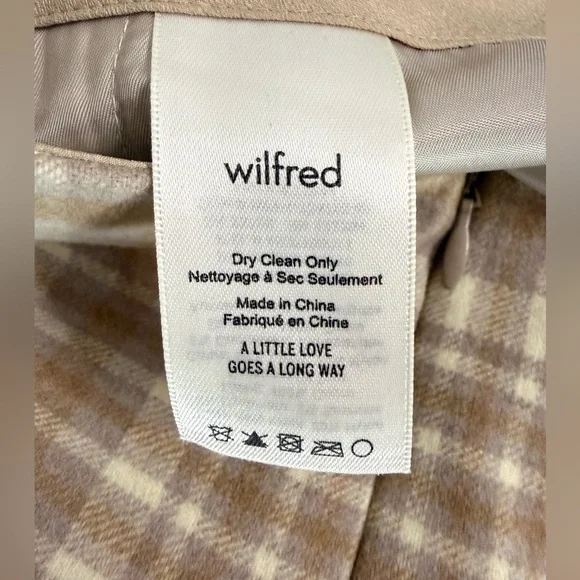 wilfred
Dry Clean Only
Nettoyage à Sec Seulement
Made in China
Fabriqué en Chine
A LITTLE LOVE
GOES A LONG WAY